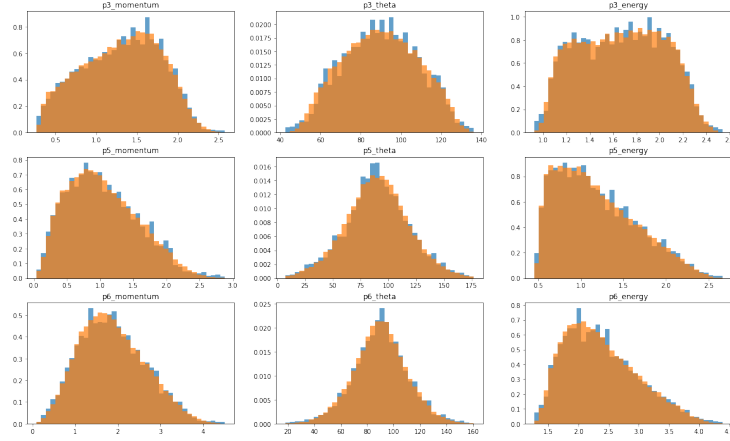 p3_momentum p3_theta p3_energy
0.8 0.6 0.4 0.2 0.0
0.5 1.0 1.5 2.0 2.5
0.0200 0.0175 0.0150 0.0125 0.0100 0.0075 0.0050 0.0025 0.0000
40 60 80 100 120 140
1.0 0.8 0.6 0.4 0.2 0.0
1.0 1.2 1.4 1.6 1.8 2.0 2.2 2.4
p5_momentum p5_theta p5_energy
0.8 0.7 0.6 0.5 0.4 0.3 0.2 0.1 0.0
0.0 0.5 1.0 1.5 2.0 2.5 3.0
0.016 0.014 0.012 0.010 0.008 0.006 0.004 0.002 0.000
0 25 50 75 100 125 150 175
0.8 0.6 0.4 0.2 0.0
0.5 1.0 1.5 2.0 2.5
p6_momentum p6_theta p6_energy
0.5 0.4 0.3 0.2 0.1 0.0
0 1 2 3 4
0.025 0.020 0.015 0.010 0.005 0.000
20 40 60 80 100 120 140 160
0.8 0.7 0.6 0.5 0.4 0.3 0.2 0.1 0.0
1.5 2.0 2.5 3.0 3.5 4.0